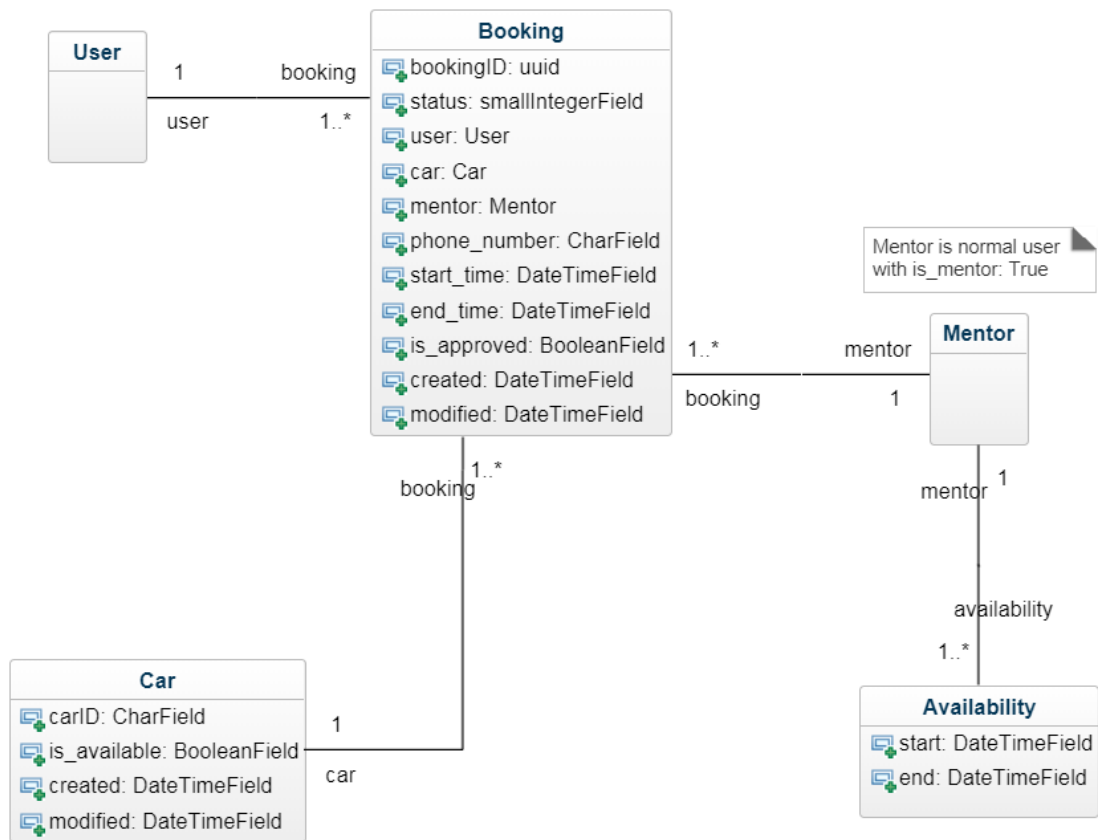 User
1
booking
user
1..*
Booking
bookingID: uuid
status: smallIntegerField
user: User
car: Car
mentor: Mentor
phone_number: CharField
start_time: DateTimeField
end_time: DateTimeField
is_approved: BooleanField
created: DateTimeField
modified: DateTimeField
Mentor is normal user
with is_mentor: True
1..*
mentor
booking
1
Mentor
1..*
booking
1
mentor
availability
1..*
Car
carID: CharField
is_available: BooleanField
created: DateTimeField
modified: DateTimeField
1
car
Availability
start: DateTimeField
end: DateTimeField